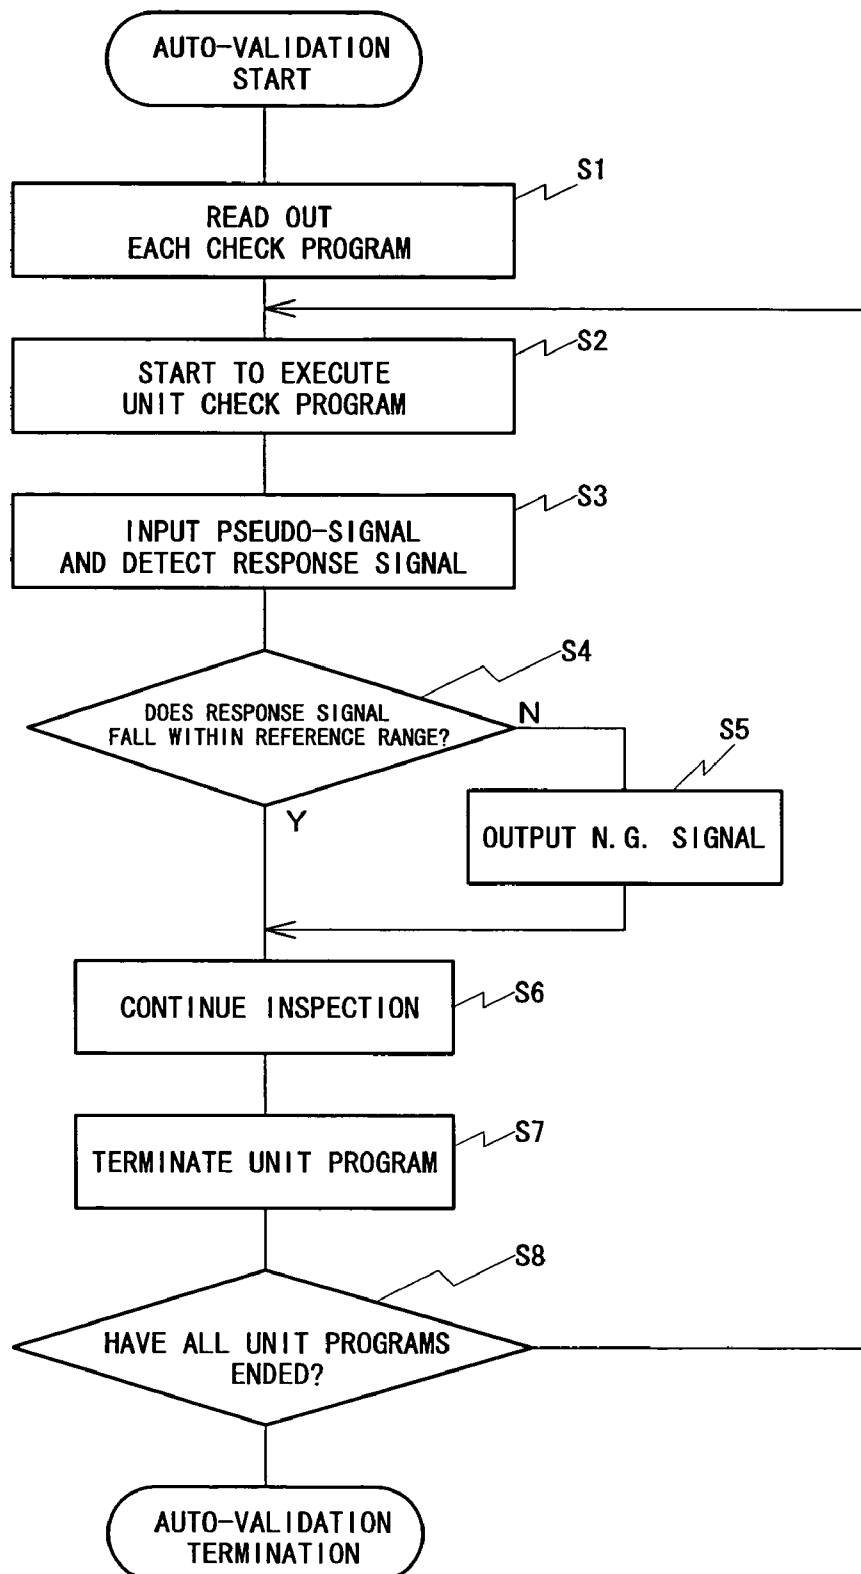 AUTO-VALIDATION
START
S1
READ OUT
EACH CHECK PROGRAM
S2
START TO EXECUTE
UNIT CHECK PROGRAM
S3
INPUT PSEUDO-SIGNAL
AND DETECT RESPONSE SIGNAL
S4
DOES RESPONSE SIGNAL
FALL WITHIN REFERENCE RANGE?
N
Y
S5
OUTPUT N.G. SIGNAL
S6
CONTINUE INSPECTION
S7
TERMINATE UNIT PROGRAM
S8
HAVE ALL UNIT PROGRAMS
ENDED?
AUTO-VALIDATION
TERMINATION